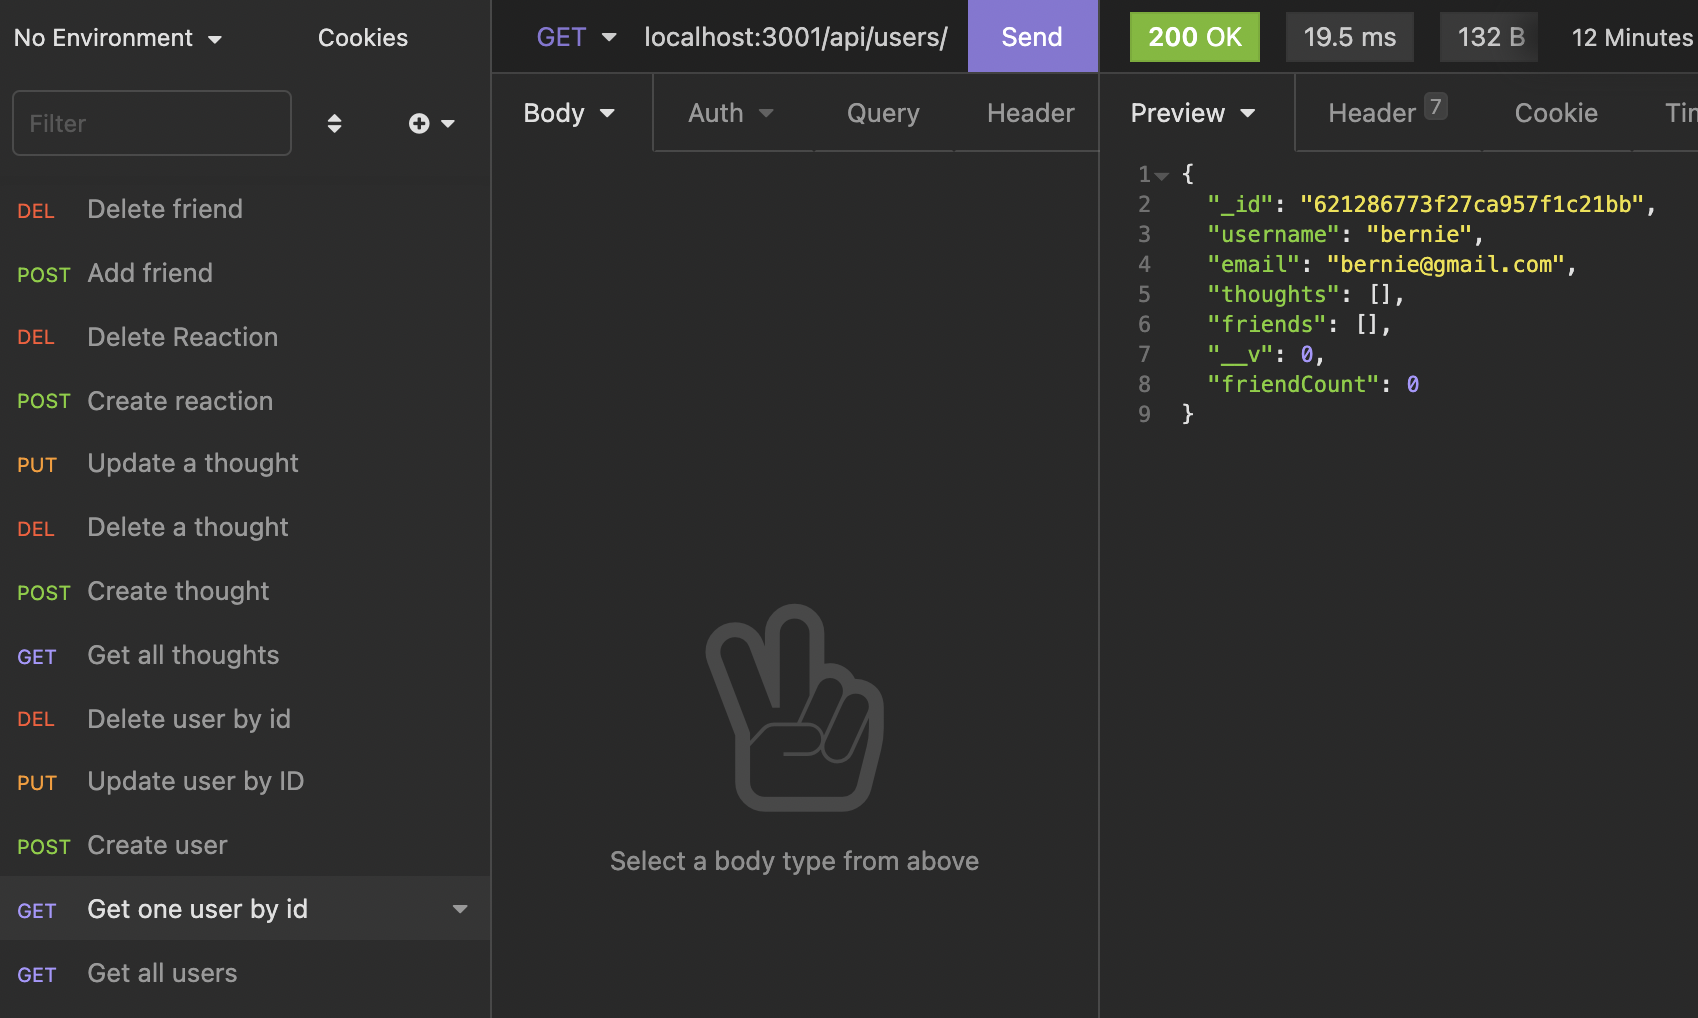 No Environment
Cookies
Filter
DEL Delete friend
POST Add friend
DEL Delete Reaction
POST Create reaction
PUT Update a thought
DEL Delete a thought
POST Create thought
GET Get all thoughts
DEL Delete user by id
PUT Update user by ID
POST Create user
GET Get one user by id
GET Get all users
GET localhost:3001/api/users/ Send
Body Auth Query Header
Select a body type from above
200 OK 19.5 ms 132 B 12 Minutes
Preview Header 7 Cookie
1 {
2 "_id": "621286773f27ca957f1c21bb",
3 "username": "bernie",
4 "email": "bernie@gmail.com",
5 "thoughts": [],
6 "friends": [],
7 "__v": 0,
8 "friendCount": 0
9 }